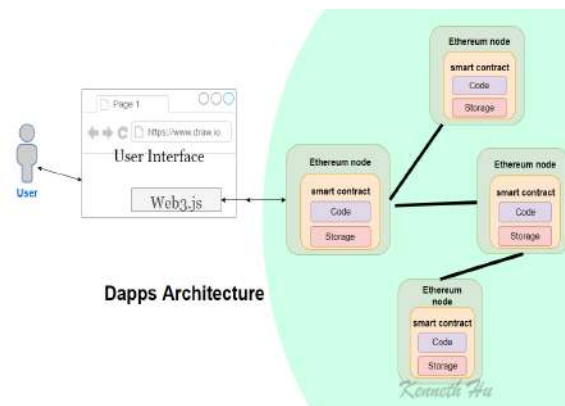 Ethereum node
smart contract
Code
Storage
Page 1
https://www.draw.io
User Interface
Web3.js
User
Ethereum node
smart contract
Code
Storage
Ethereum node
smart contract
Code
Storage
Dapps Architecture
Ethereum
node
smart contract
Code
Storage
Kenneth Hu